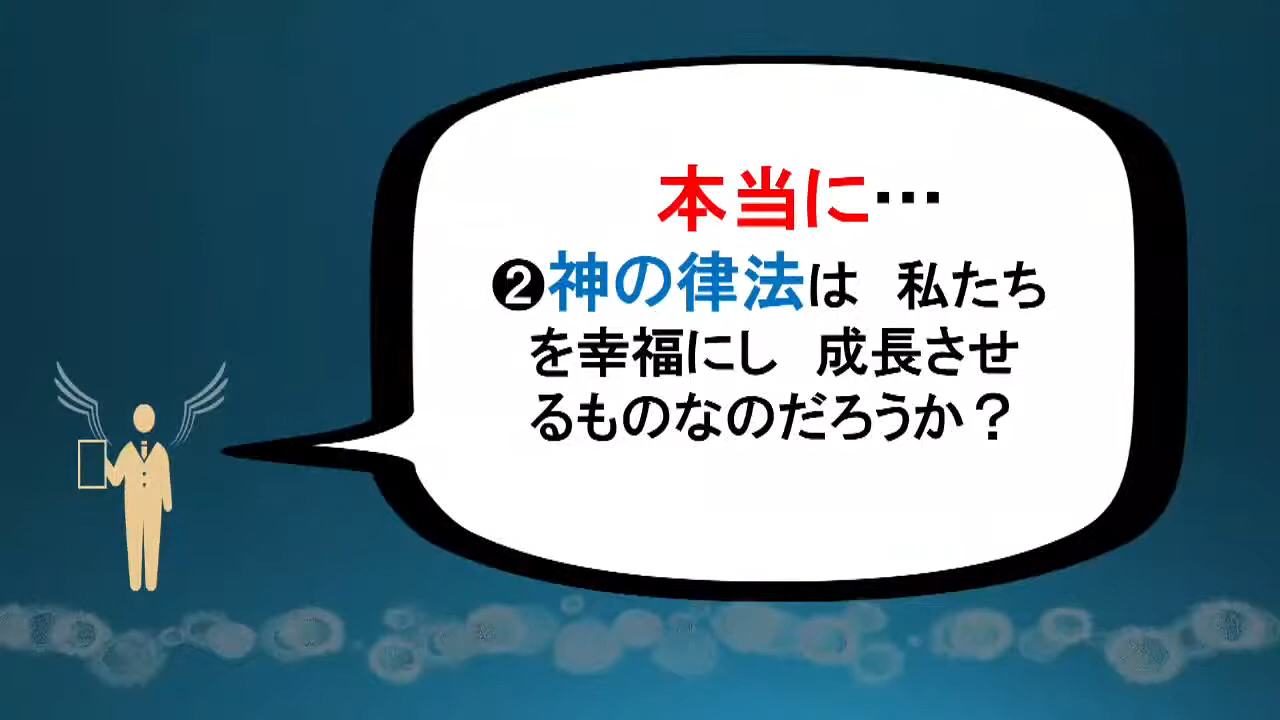 本当に…
❷神の律法は　私たち
を幸福にし　成長させ
るものなのだろうか？